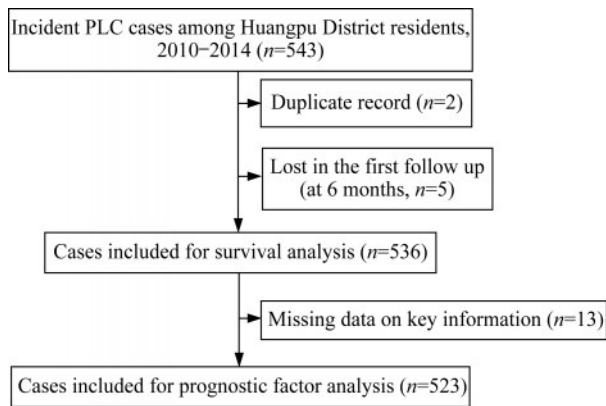 Incident PLC cases among Huangpu District residents,
2010−2014 (n=543)
Duplicate record (n=2)
Lost in the first follow up
(at 6 months, n=5)
Cases included for survival analysis (n=536)
Missing data on key information (n=13)
Cases included for prognostic factor analysis (n=523)